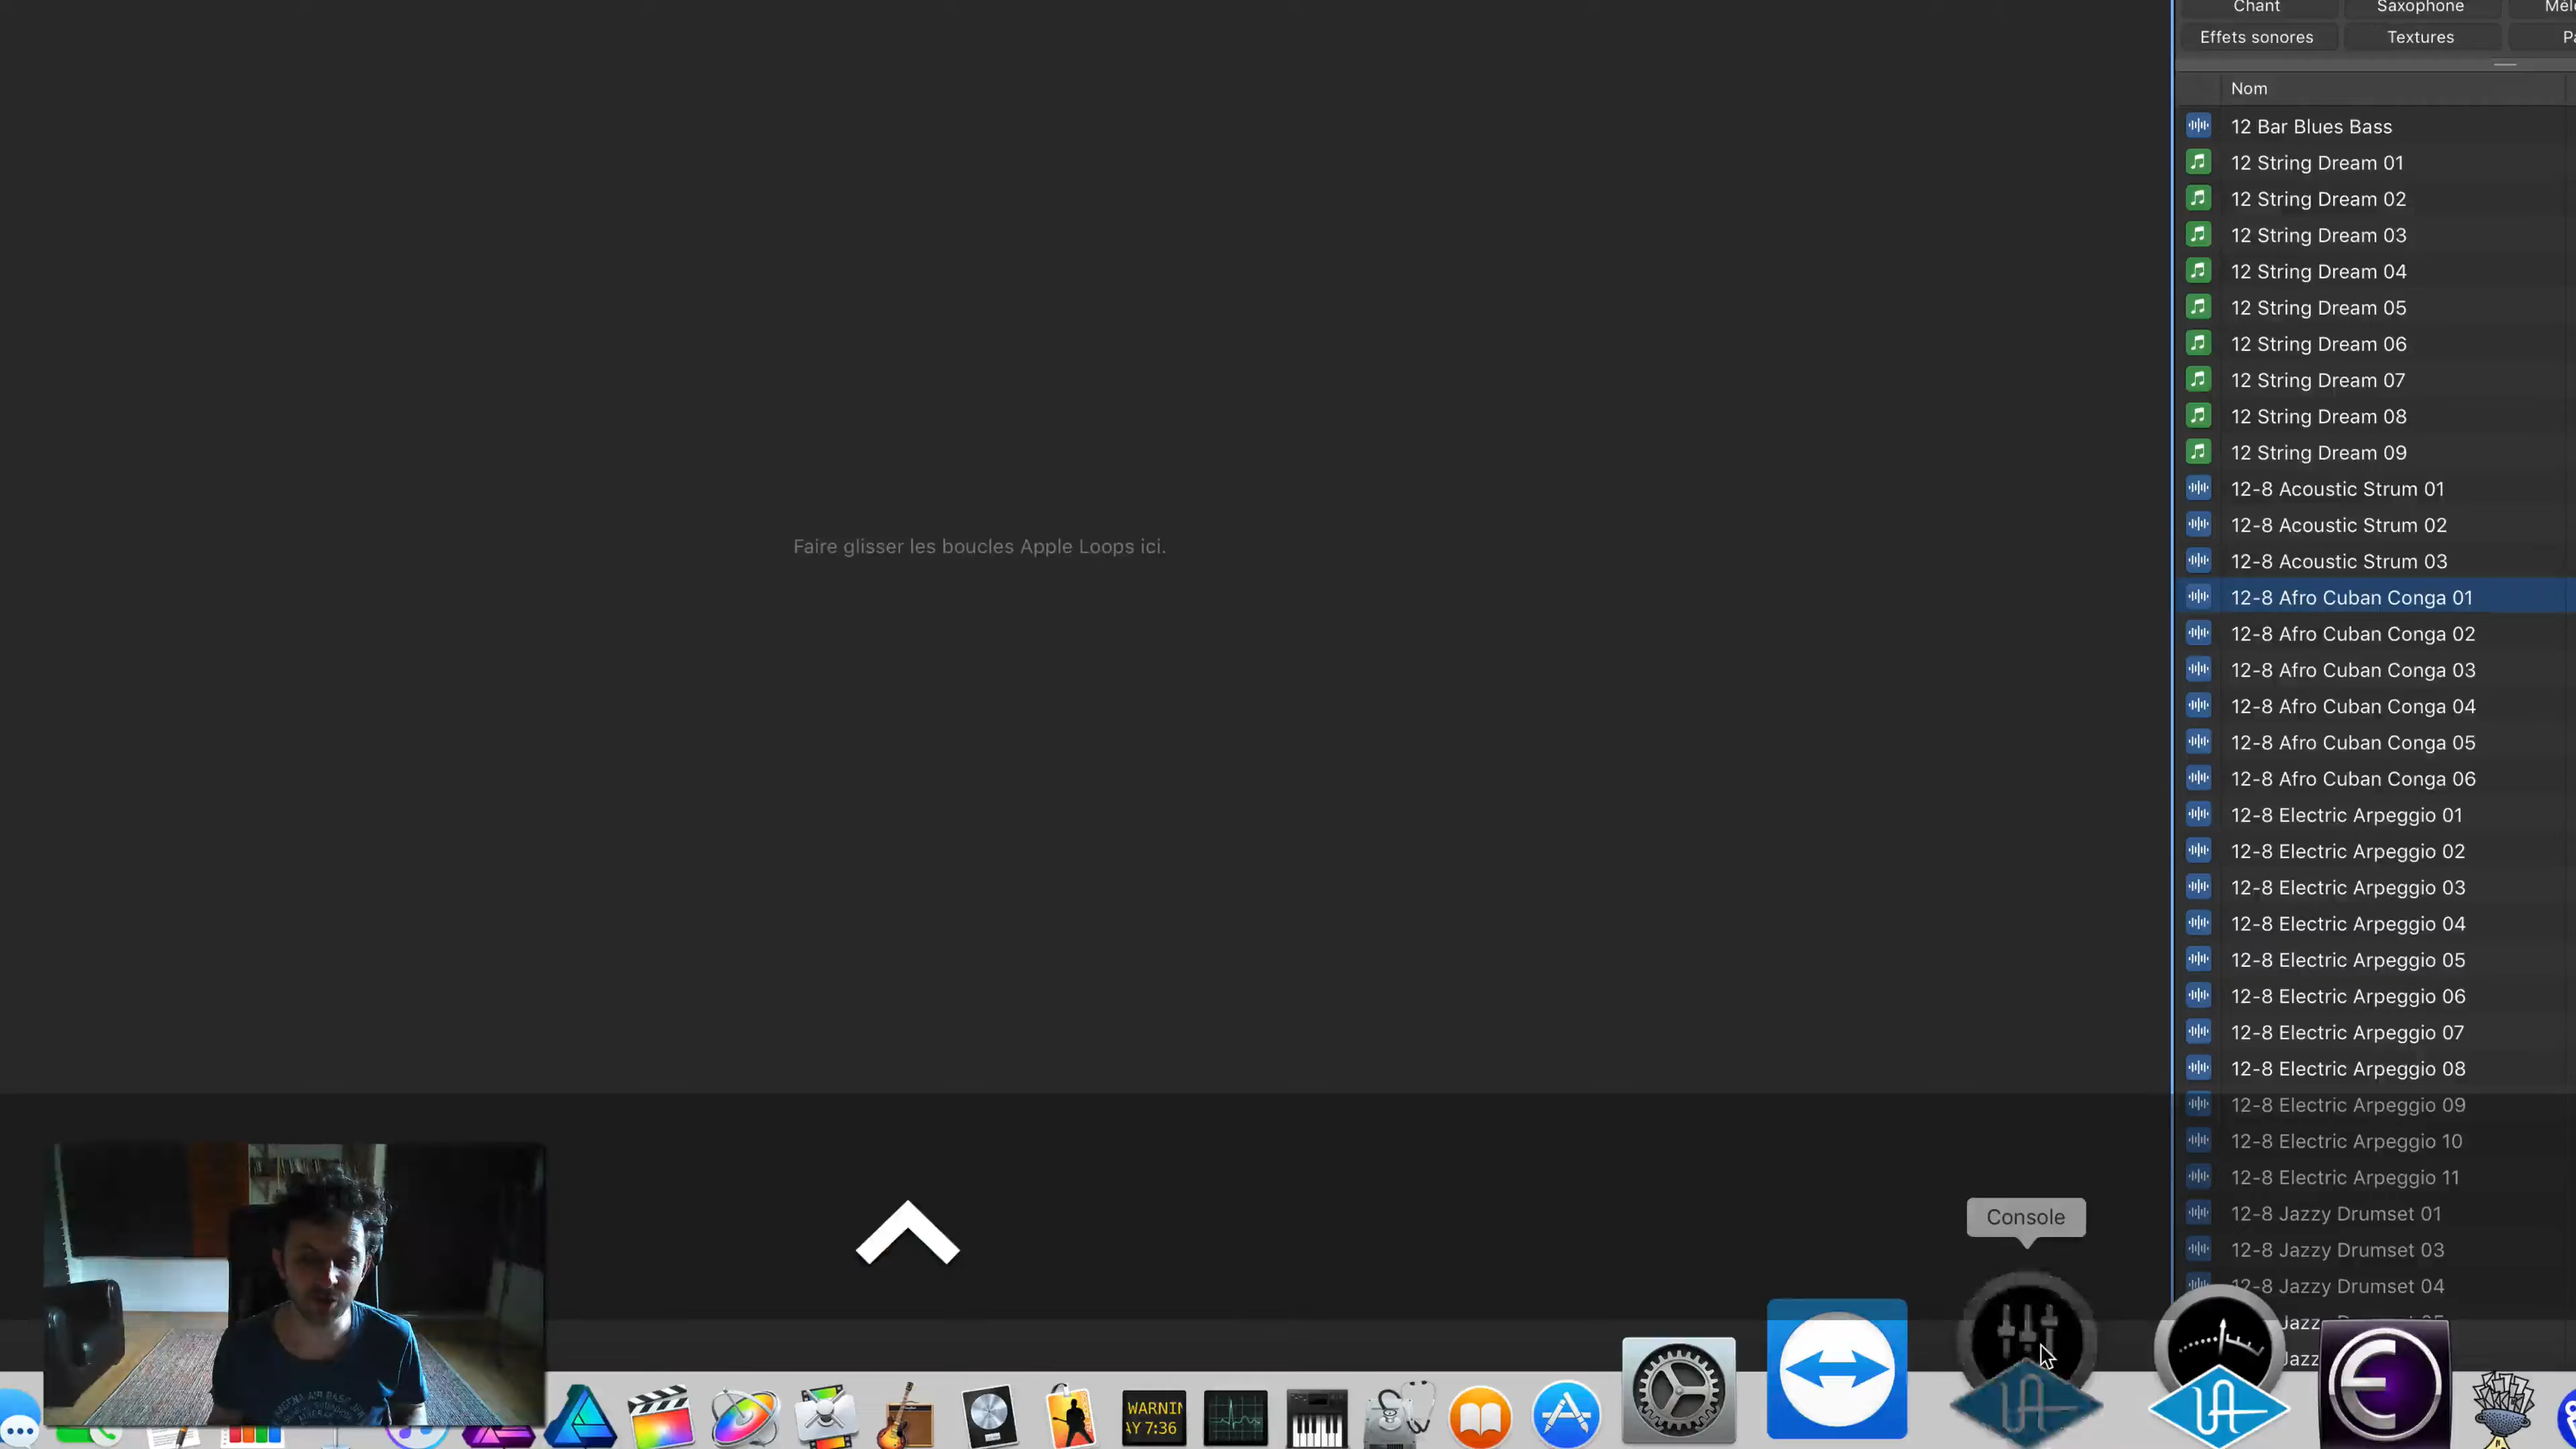 Chant
Saxophone
Effets sonores
Textures
Nom
12 Bar Blues Bass
12 String Dream 01
12 String Dream 02
12 String Dream 03
12 String Dream 04
12 String Dream 05
12 String Dream 06
12 String Dream 07
12 String Dream 08
12 String Dream 09
12-8 Acoustic Strum 01
12-8 Acoustic Strum 02
12-8 Acoustic Strum 03
12-8 Afro Cuban Conga 01
12-8 Afro Cuban Conga 02
12-8 Afro Cuban Conga 03
12-8 Afro Cuban Conga 04
12-8 Afro Cuban Conga 05
12-8 Afro Cuban Conga 06
12-8 Electric Arpeggio 01
12-8 Electric Arpeggio 02
12-8 Electric Arpeggio 03
12-8 Electric Arpeggio 04
12-8 Electric Arpeggio 05
12-8 Electric Arpeggio 06
12-8 Electric Arpeggio 07
12-8 Electric Arpeggio 08
12-8 Electric Arpeggio 09
12-8 Electric Arpeggio 10
12-8 Electric Arpeggio 11
12-8 Jazzy Drumset 01
12-8 Jazzy Drumset 03
12-8 Jazzy Drumset 04
Faire glisser les boucles Apple Loops ici.
Console
WARNIN
AY 7:36